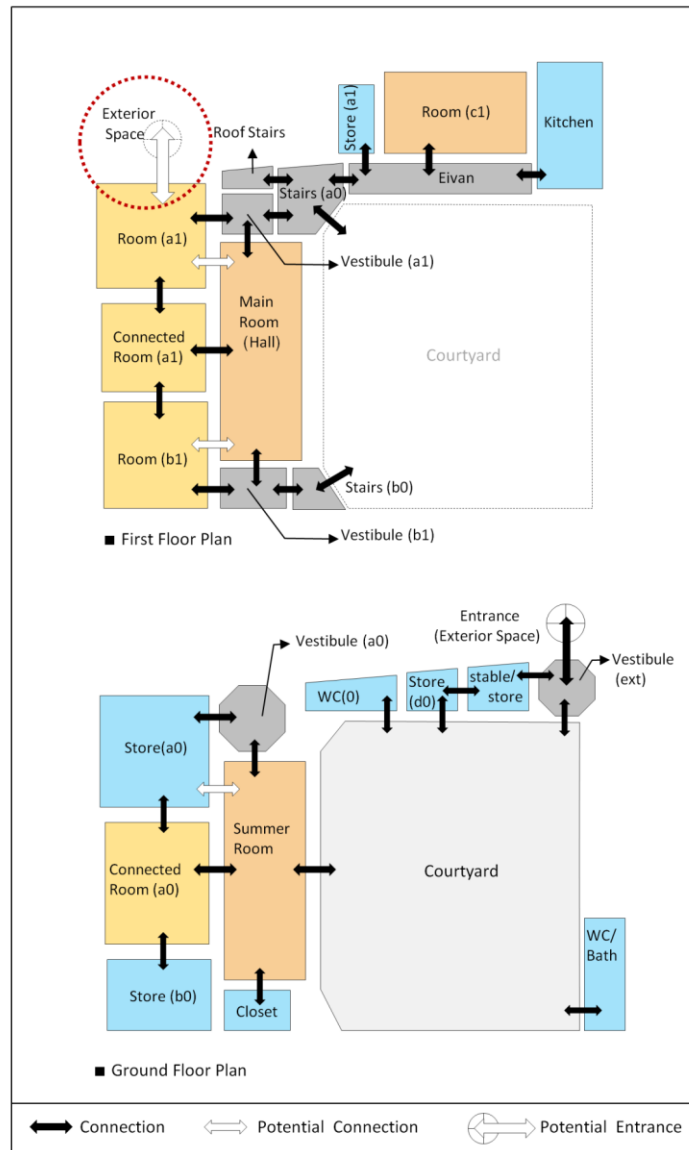 Exterior
Space
Roof Stairs
Store (a1)
Room (c1)
Kitchen
Stairs (a0)
Eivan
Room (a1)
Vestibule (a1)
Main
Room
(Hall)
Connected
Room (a1)
Courtyard
Room (b1)
Stairs (b0)
Vestibule (b1)
■ First Floor Plan
Entrance
(Exterior Space)
Vestibule (a0)
Vestibule
(ext)
WC(0)
Store
(d0)
stable/
store
Store(a0)
Summer
Room
Connected
Room (a0)
Courtyard
WC/
Bath
Store (b0)
Closet
■ Ground Floor Plan
Connection
Potential Connection
Potential Entrance